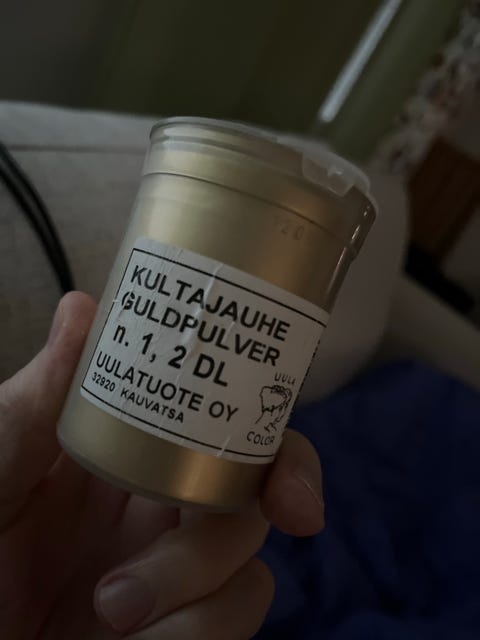 KULTAJAUHE
GULDPULVER
n. 1, 2 DL
UULATUOTE OY
32920 KAUVATSA
UULA
COLOR